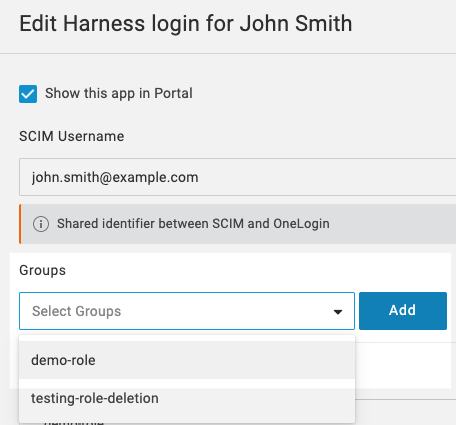 Edit Harness login for John Smith
Show this app in Portal
SCIM Username
john.smith@example.com
Shared identifier between SCIM and OneLogin
Groups
Select Groups
Add
demo-role
testing-role-deletion